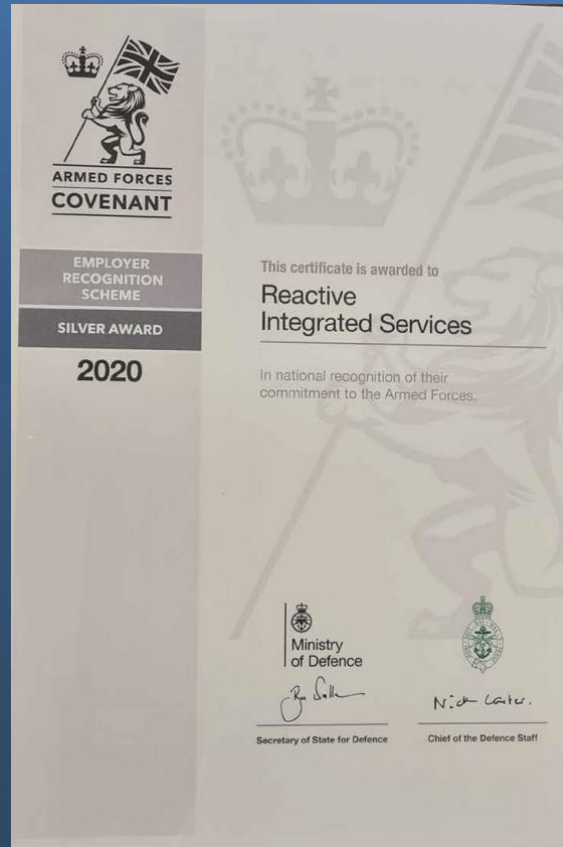 ARMED FORCES
COVENANT
EMPLOYER
RECOGNITION
SCHEME
SILVER AWARD
2020
This certificate is awarded to
Reactive
Integrated Services
In national recognition of their
commitment to the Armed Forces.
Ministry
of Defence
Nick Carter.
Secretary of State for Defence
Chief of the Defence Staff